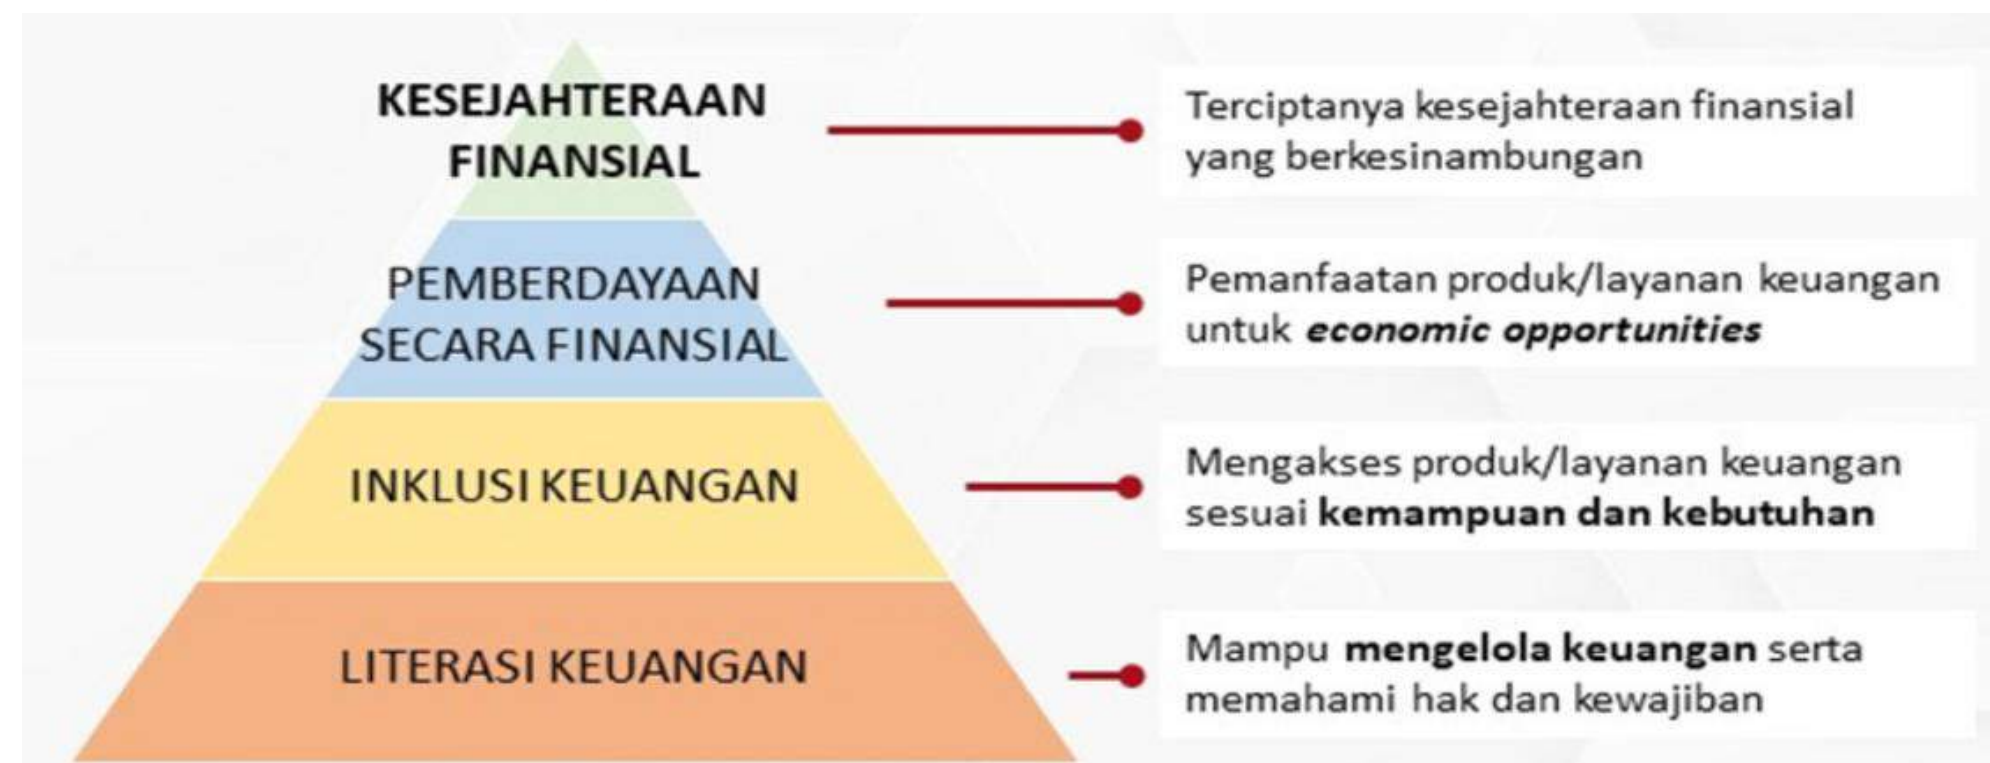 KESEJAHTERAAN
FINANSIAL
Terciptanya kesejahteraan finansial
yang berkesinambungan
PEMBERDAYAAN
SECARA FINANSIAL
Pemanfaatan produk/layanan keuangan
untuk economic opportunities
INKLUSI KEUANGAN
Mengakses produk/layanan keuangan
sesuai kemampuan dan kebutuhan
LITERASI KEUANGAN
Mampu mengelola keuangan serta
memahami hak dan kewajiban